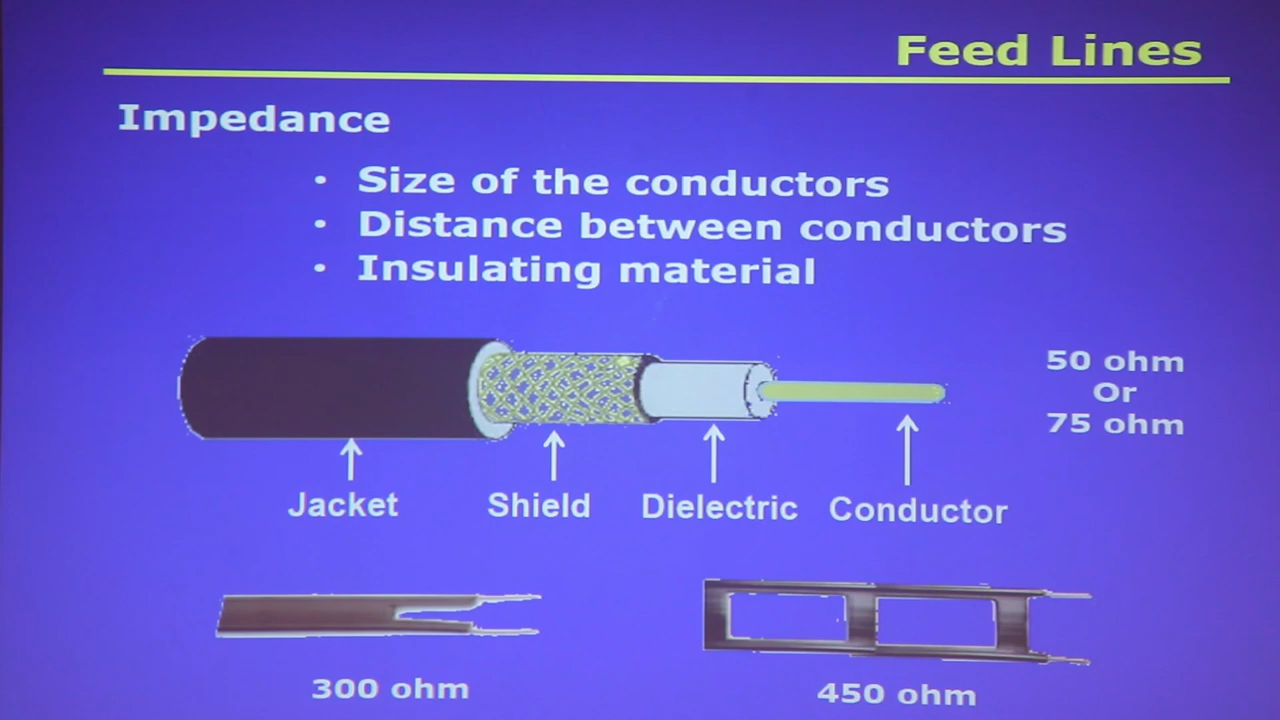 Feed Lines
Impedance
• Size of the conductors
• Distance between conductors
• Insulating material
50 ohm
Or
75 ohm
Jacket
Shield
Dielectric
Conductor
300 ohm
450 ohm